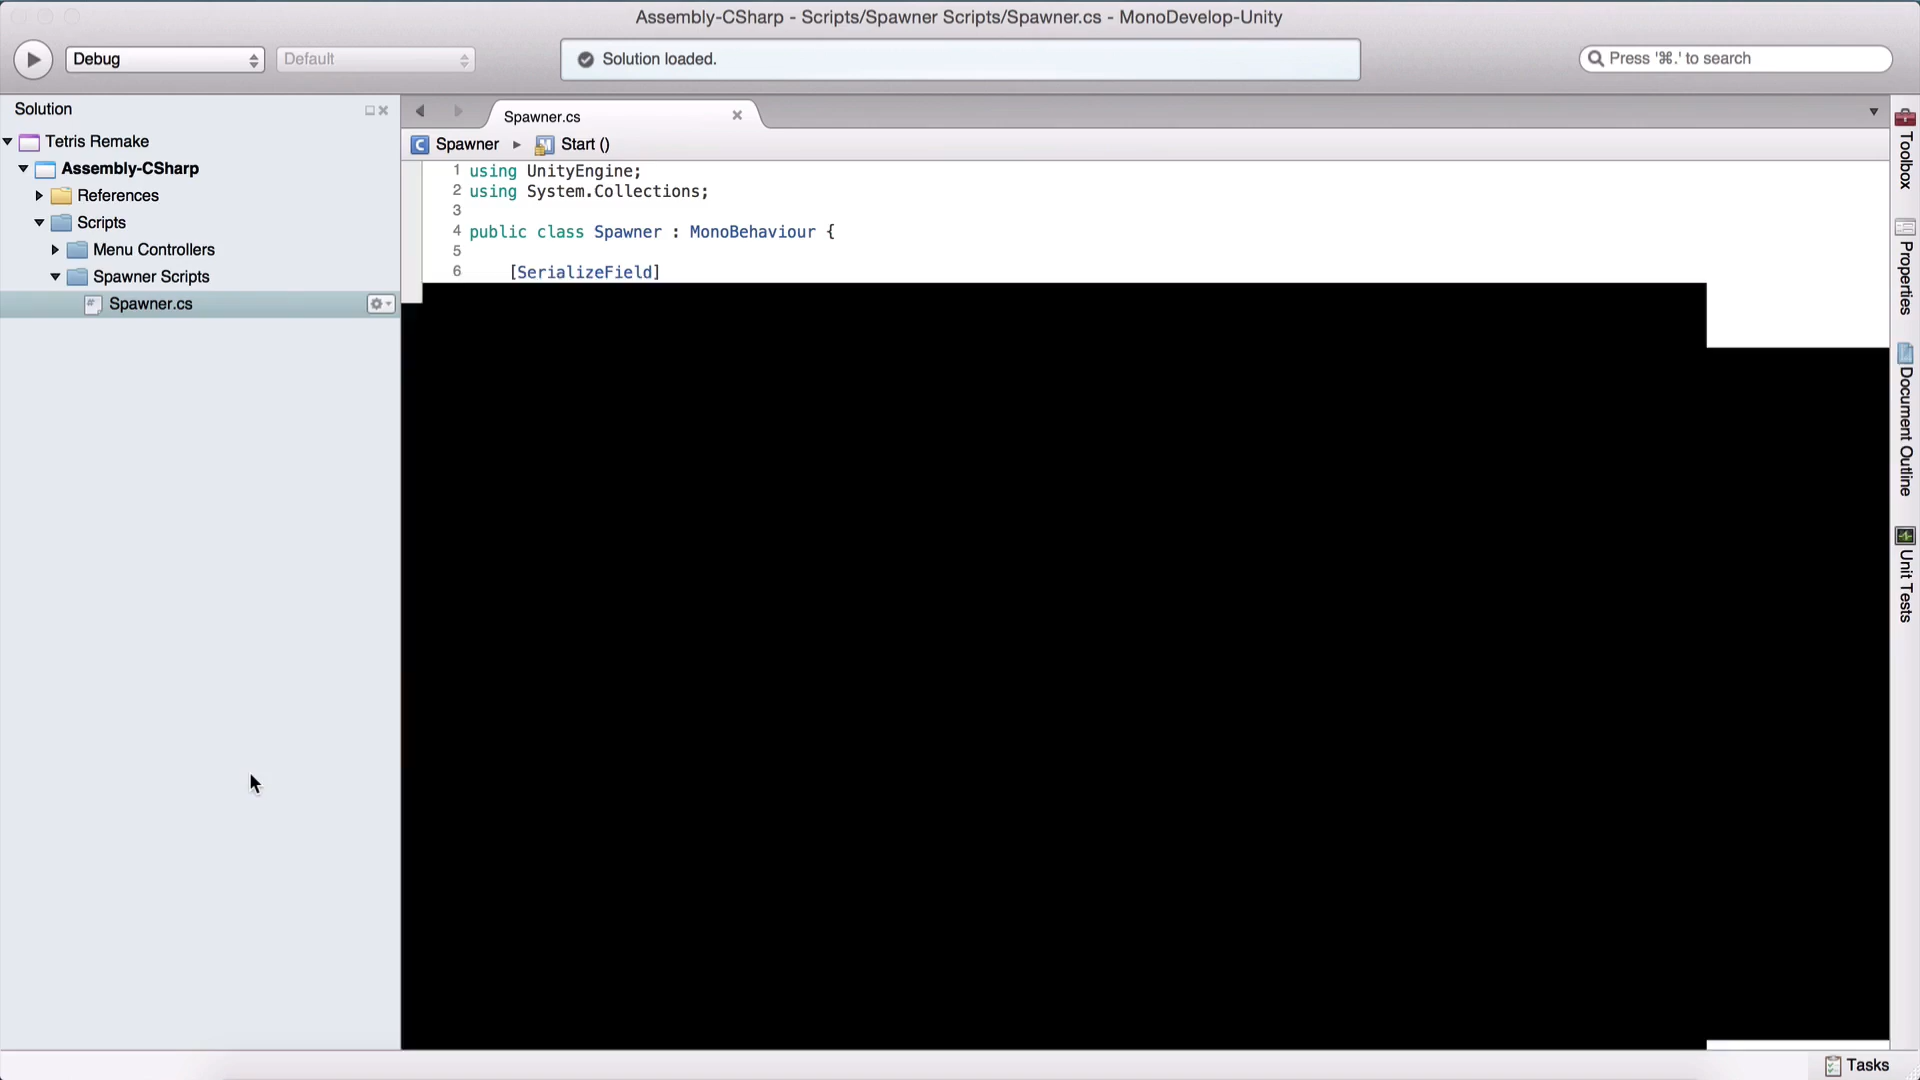 Assembly-CSharp - Scripts/Spawner Scripts/Spawner.cs - MonoDevelop-Unity
Debug
Default
Solution loaded.
Press '⌘.' to search
Solution
Tetris Remake
Assembly-CSharp
References
Scripts
Menu Controllers
Spawner Scripts
Spawner.cs
Spawner.cs
Spawner
Start ()
1 using UnityEngine;
2 using System.Collections;
3
4 public class Spawner : MonoBehaviour {
5
6 [SerializeField]
Toolbox
Properties
Document Outline
Unit Tests
Tasks